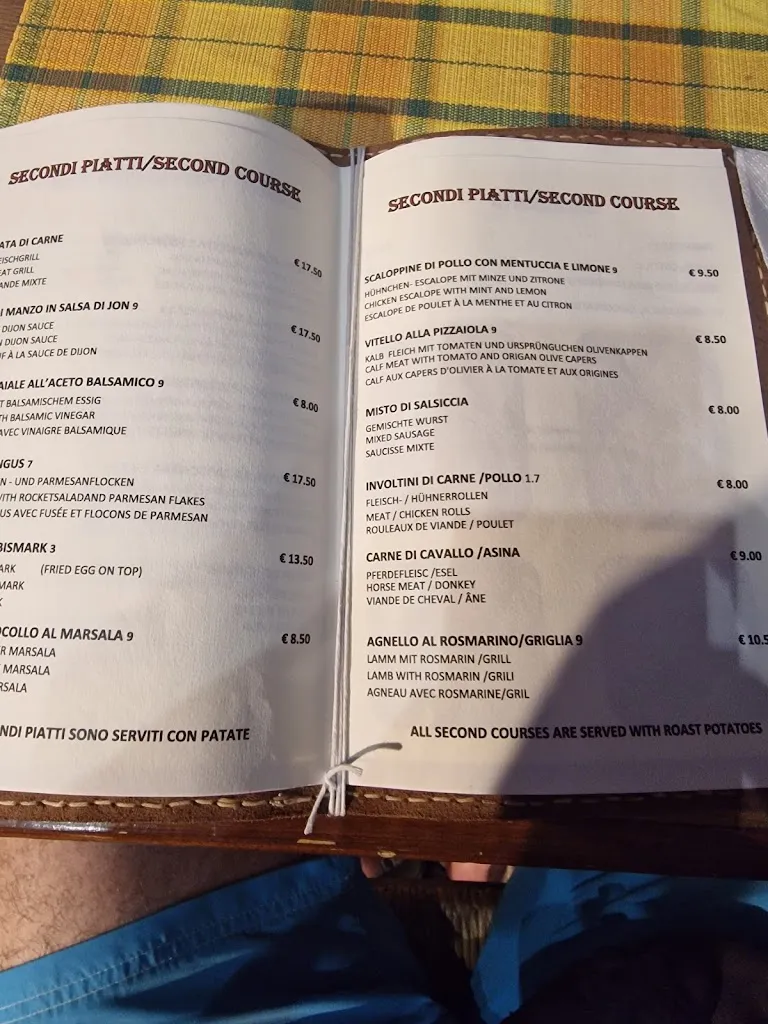 SECONDI PIATTI/SECOND COURSE
ATA DI CARNE
€ 17.50
EISCHGRILL
EAT GRILL
ANDE MIXTE
I MANZO IN SALSA DI JON 9
€ 17.50
DIJON SAUCE
N DIJON SAUCE
F À LA SAUCE DE DIJON
AIALE ALL'ACETO BALSAMICO 9
€ 8.00
T BALSAMISCHEM ESSIG
TH BALSAMIC VINEGAR
AVEC VINAIGRE BALSAMIQUE
NGUS 7
€ 17.50
N - UND PARMESANFLOCKEN
WITH ROCKETSALADAND PARMESAN FLAKES
US AVEC FUSÉE ET FLOCONS DE PARMESAN
BISMARK 3
€ 13.50
ARK (FRIED EGG ON TOP)
MARK
K
OCOLLO AL MARSALA 9
€ 8.50
R MARSALA
MARSALA
RSALA
NDI PIATTI SONO SERVITI CON PATATE
SECONDI PIATTI/SECOND COURSE
SCALOPPINE DI POLLO CON MENTUCCIA E LIMONE 9
€ 9.50
HÜHNCHEN- ESCALOPE MIT MINZE UND ZITRONE
CHICKEN ESCALOPE WITH MINT AND LEMON
ESCALOPE DE POULET À LA MENTHE ET AU CITRON
VITELLO ALLA PIZZAIOLA 9
€ 8.50
KALB FLEICH MIT TOMATEN UND URSPRÜNGLICHEN OLIVENKAPPEN
CALF MEAT WITH TOMATO AND ORIGAN OLIVE CAPERS
CALF AUX CAPERS D'OLIVIER À LA TOMATE ET AUX ORIGINES
MISTO DI SALSICCIA
€ 8.00
GEMISCHTE WURST
MIXED SAUSAGE
SAUCISSE MIXTE
INVOLTINI DI CARNE /POLLO 1.7
€ 8.00
FLEISCH- / HÜHNERROLLEN
MEAT / CHICKEN ROLLS
ROULEAUX DE VIANDE / POULET
CARNE DI CAVALLO /ASINA
€ 9.00
PFERDEFLEISC /ESEL
HORSE MEAT / DONKEY
VIANDE DE CHEVAL / ÂNE
AGNELLO AL ROSMARINO/GRIGLIA 9
€ 10.5
LAMM MIT ROSMARIN /GRILL
LAMB WITH ROSMARIN /GRILI
AGNEAU AVEC ROSMARINE/GRIL
ALL SECOND COURSES ARE SERVED WITH ROAST POTATOES